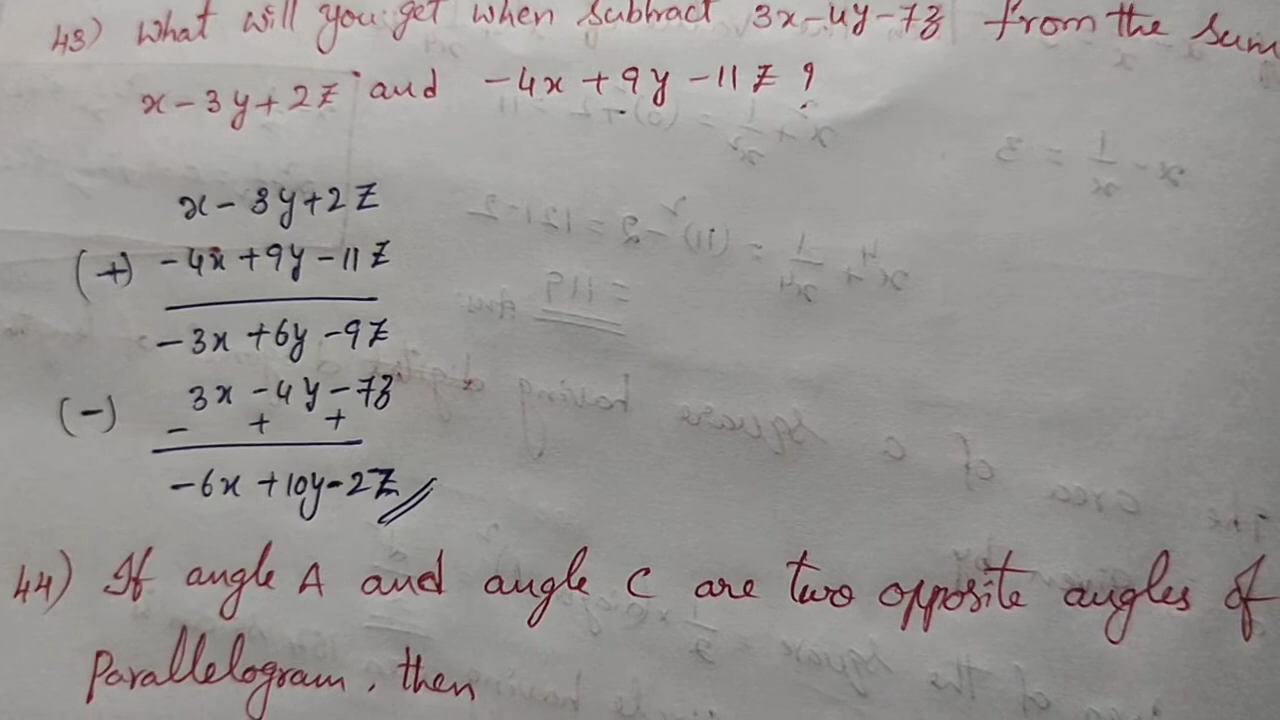 43) What will you get when subtract 3x-4y-7z from the sum
x-3y+2z and -4x+9y-11z ?
x-3y+2z
(+) -4x+9y-11z
-3x+6y-9z
(-) 3x-4y-7z
- + +
-6x+10y-2z
44) If angle A and angle C are two opposite angles of
Parallelogram, then